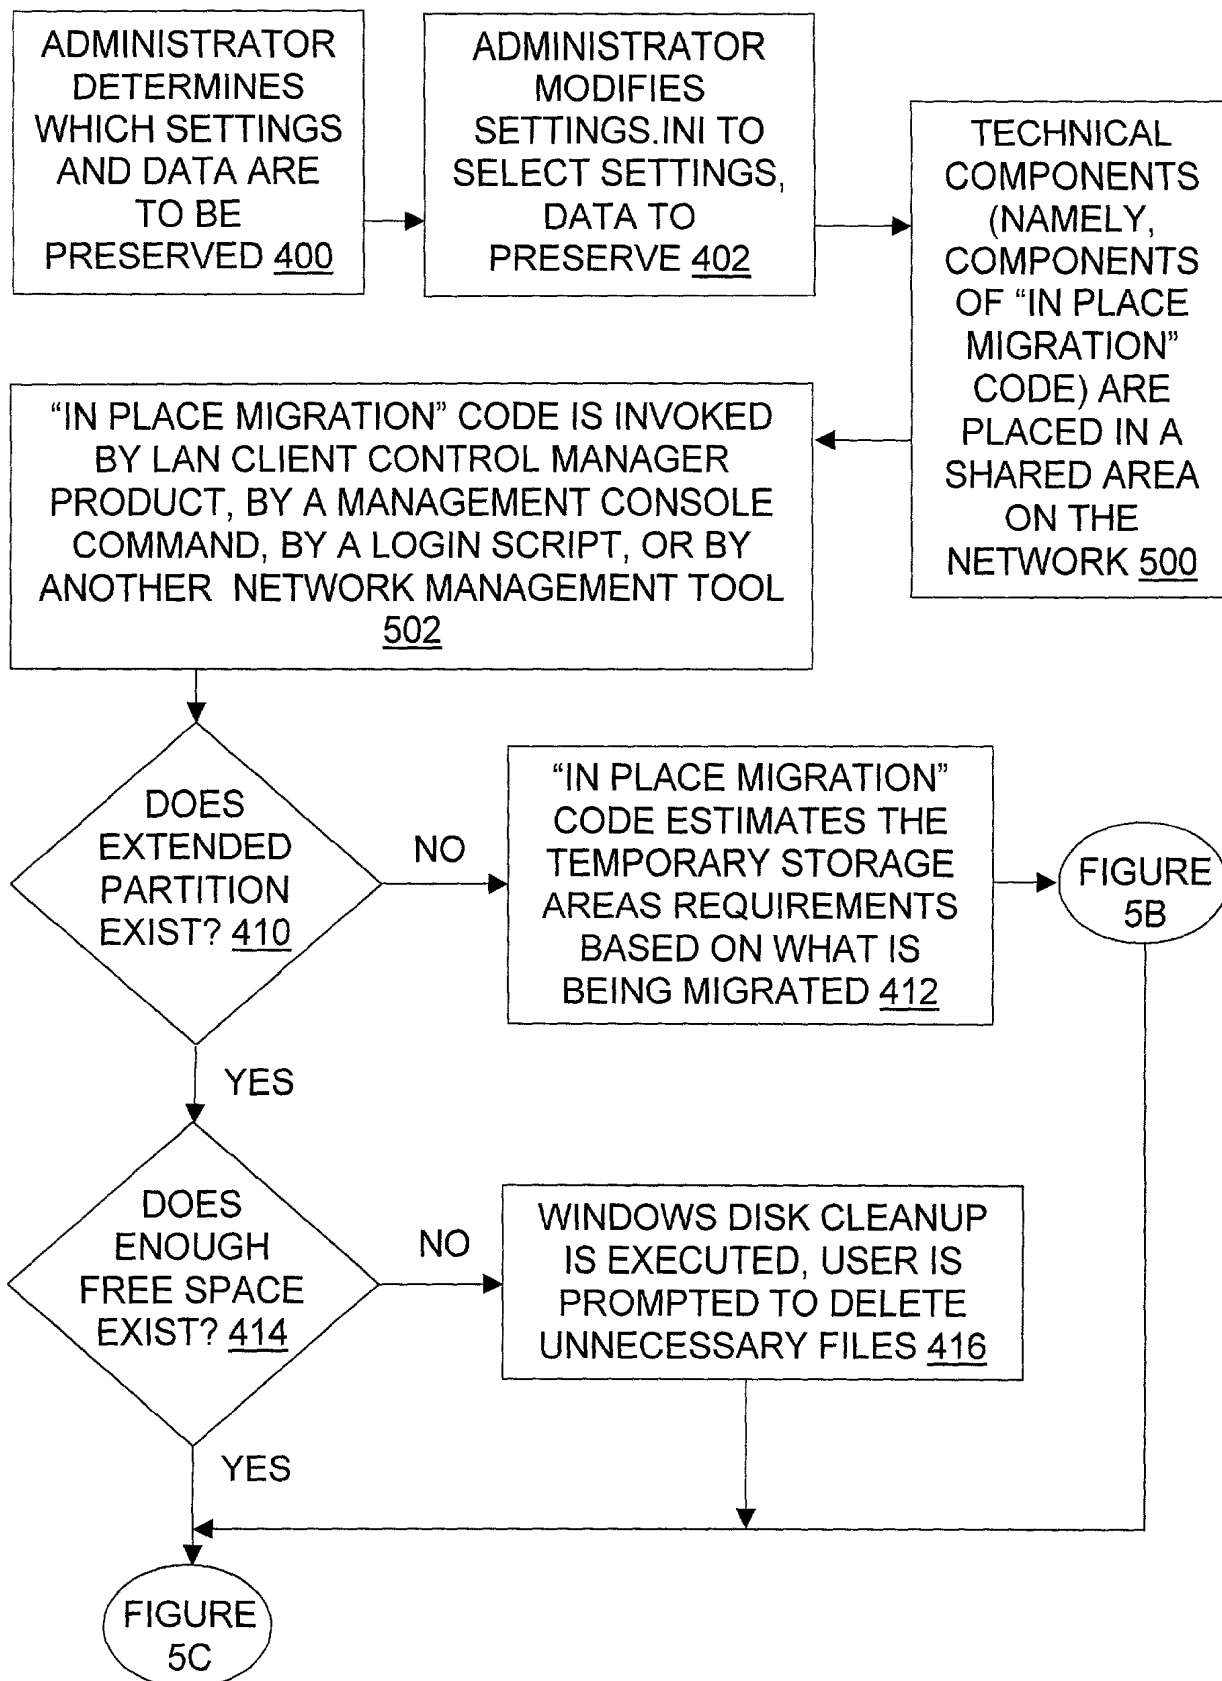 ADMINISTRATOR
DETERMINES
WHICH SETTINGS
AND DATA ARE
TO BE
PRESERVED 400
ADMINISTRATOR
MODIFIES
SETTINGS.INI TO
SELECT SETTINGS,
DATA TO
PRESERVE 402
TECHNICAL
COMPONENTS
(NAMELY,
COMPONENTS
OF “IN PLACE
MIGRATION”
CODE) ARE
PLACED IN A
SHARED AREA
ON THE
NETWORK 500
“IN PLACE MIGRATION” CODE IS INVOKED
BY LAN CLIENT CONTROL MANAGER
PRODUCT, BY A MANAGEMENT CONSOLE
COMMAND, BY A LOGIN SCRIPT, OR BY
ANOTHER NETWORK MANAGEMENT TOOL
502
DOES
EXTENDED
PARTITION
EXIST? 410
NO
“IN PLACE MIGRATION”
CODE ESTIMATES THE
TEMPORARY STORAGE
AREAS REQUIREMENTS
BASED ON WHAT IS
BEING MIGRATED 412
FIGURE
5B
YES
DOES
ENOUGH
FREE SPACE
EXIST? 414
NO
WINDOWS DISK CLEANUP
IS EXECUTED, USER IS
PROMPTED TO DELETE
UNNECESSARY FILES 416
YES
FIGURE
5C